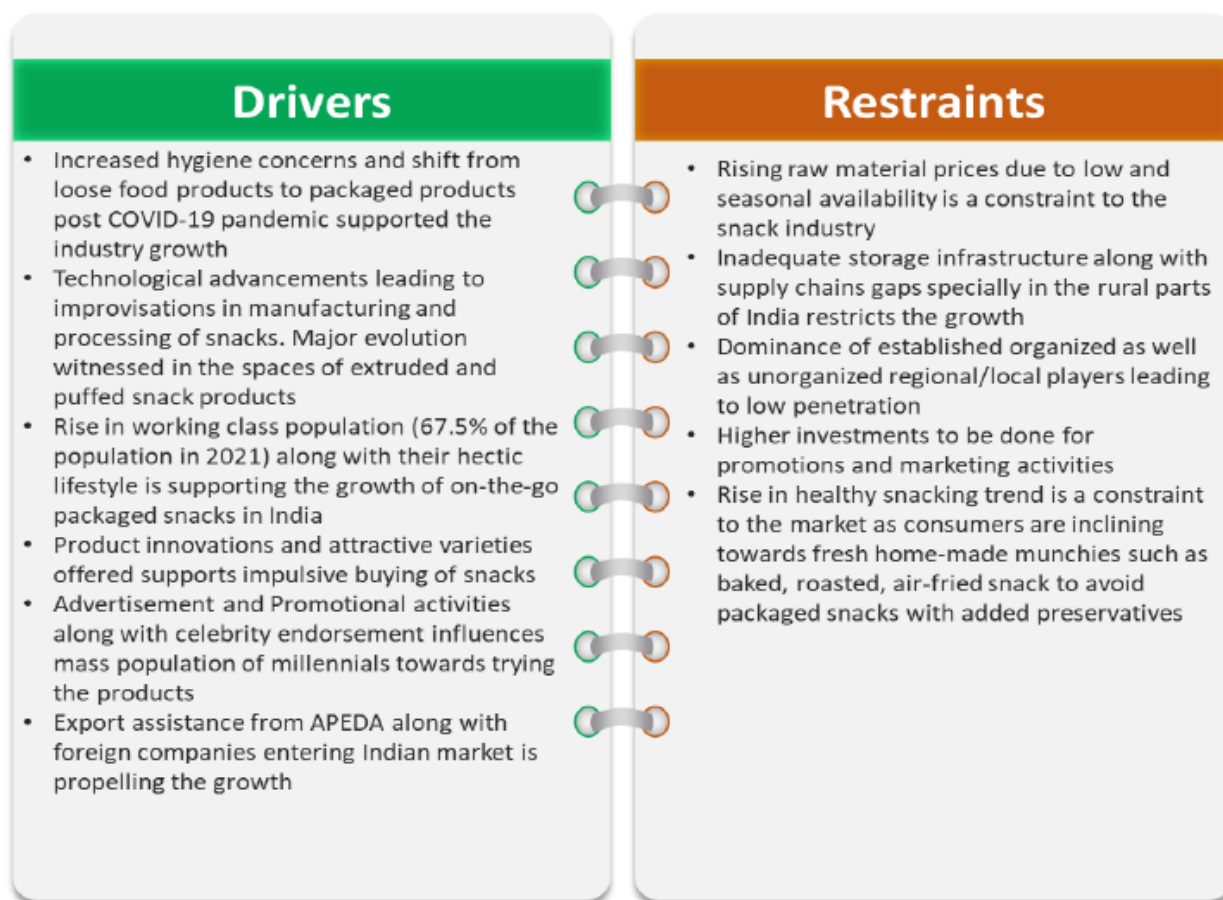 Drivers
• Increased hygiene concerns and shift from
loose food products to packaged products
post COVID-19 pandemic supported the
industry growth
• Technological advancements leading to
improvisations in manufacturing and
processing of snacks. Major evolution
witnessed in the spaces of extruded and
puffed snack products
• Rise in working class population (67.5% of the
population in 2021) along with their hectic
lifestyle is supporting the growth of on-the-go
packaged snacks in India
• Product innovations and attractive varieties
offered supports impulsive buying of snacks
• Advertisement and Promotional activities
along with celebrity endorsement influences
mass population of millennials towards trying
the products
• Export assistance from APEDA along with
foreign companies entering Indian market is
propelling the growth
Restraints
• Rising raw material prices due to low and
seasonal availability is a constraint to the
snack industry
• Inadequate storage infrastructure along with
supply chains gaps specially in the rural parts
of India restricts the growth
• Dominance of established organized as well
as unorganized regional/local players leading
to low penetration
• Higher investments to be done for
promotions and marketing activities
• Rise in healthy snacking trend is a constraint
to the market as consumers are inclining
towards fresh home-made munchies such as
baked, roasted, air-fried snack to avoid
packaged snacks with added preservatives